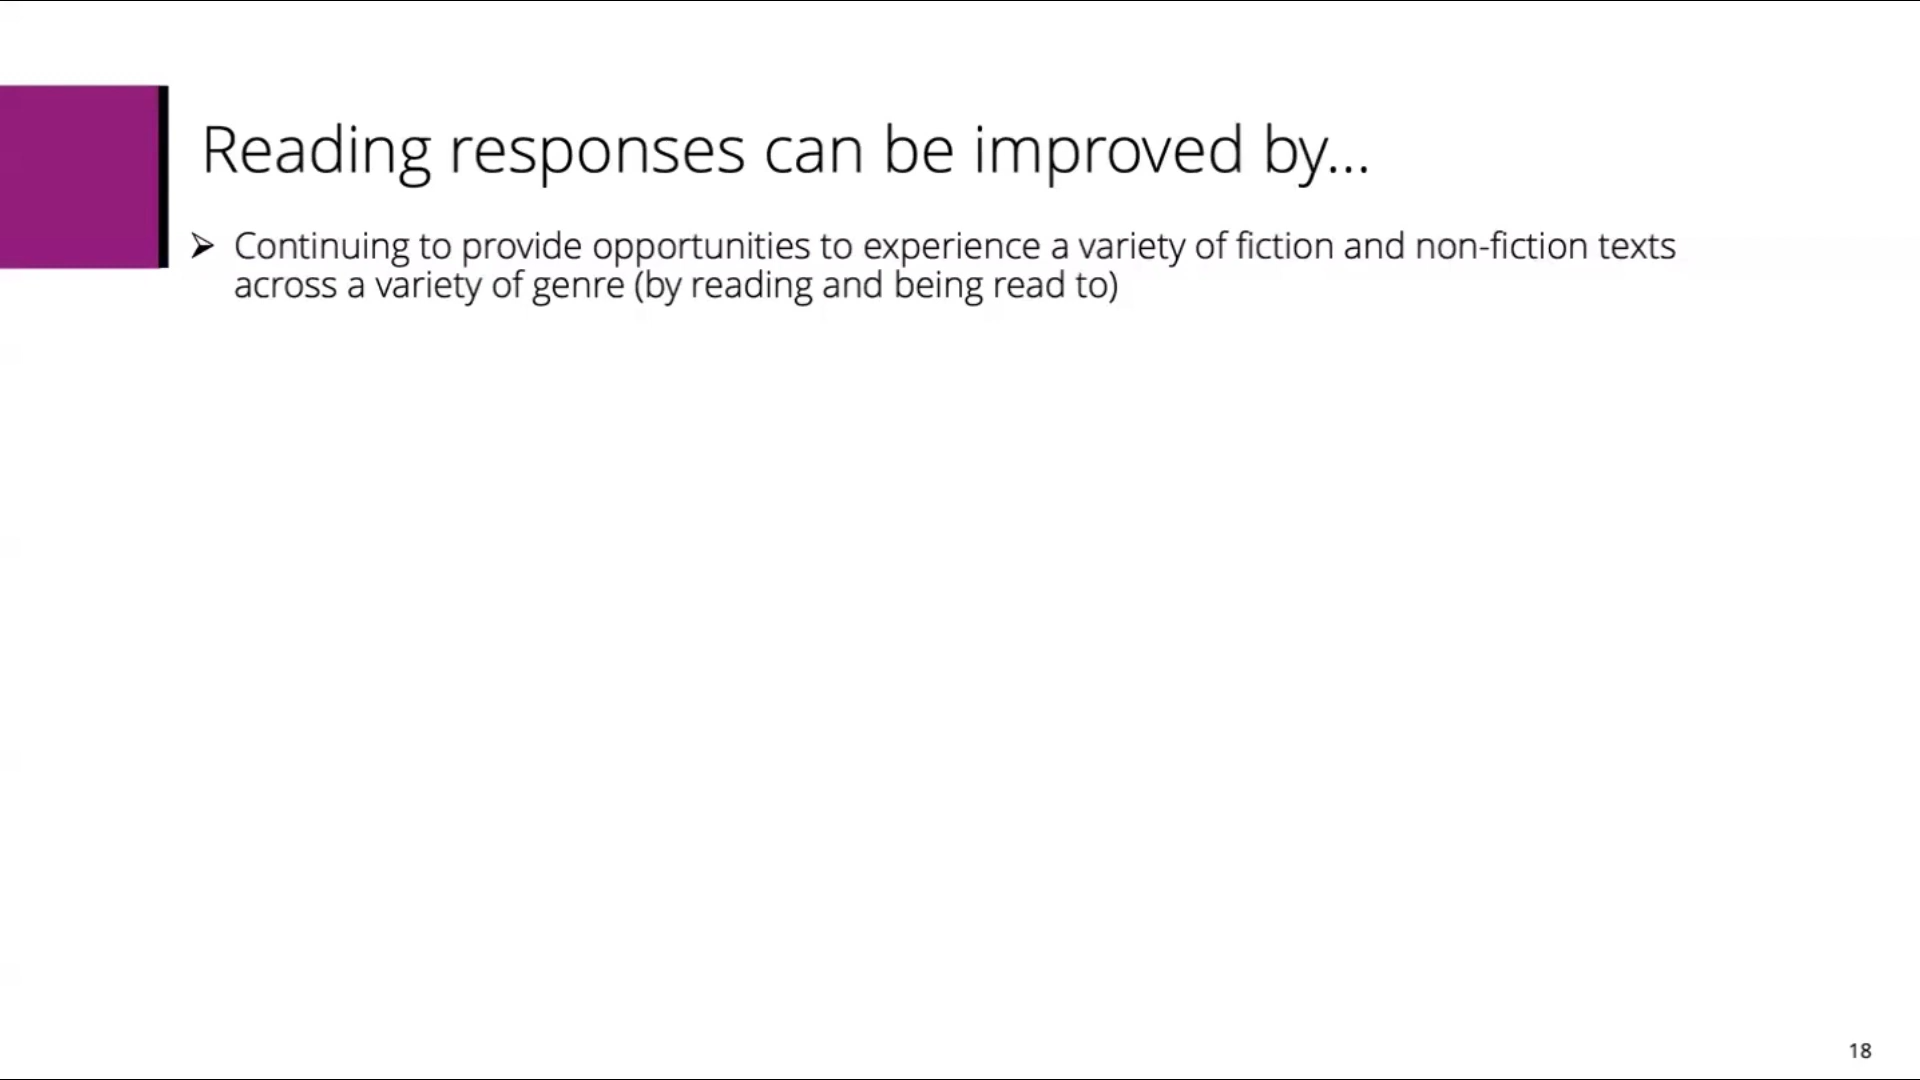 Reading responses can be improved by...
➢ Continuing to provide opportunities to experience a variety of fiction and non-fiction texts
across a variety of genre (by reading and being read to)
18